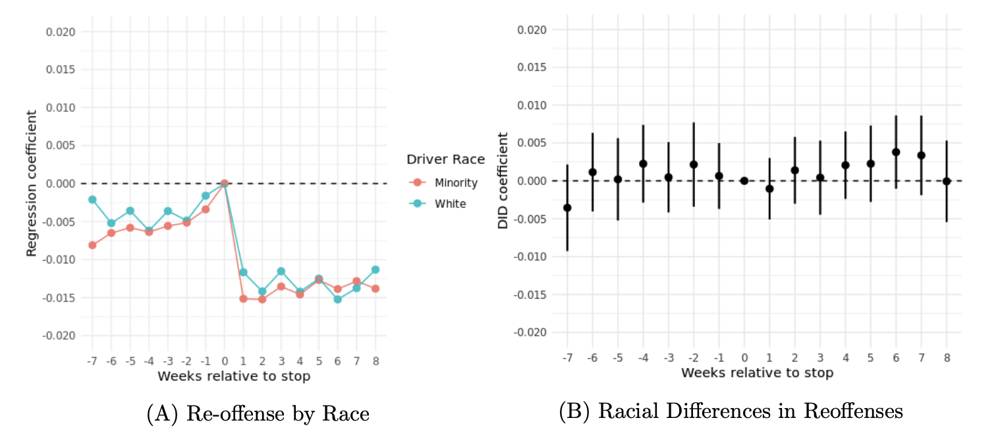 0.020
0.015
0.010
0.005
0.000
-0.005
-0.010
-0.015
-0.020
Regression coefficient
-7 -6 -5 -4 -3 -2 -1 0 1 2 3 4 5 6 7 8
Weeks relative to stop
(A) Re-offense by Race
Driver Race
Minority
White
0.020
0.015
0.010
0.005
0.000
-0.005
-0.010
-0.015
-0.020
DID coefficient
-7 -6 -5 -4 -3 -2 -1 0 1 2 3 4 5 6 7 8
Weeks relative to stop
(B) Racial Differences in Reoffenses